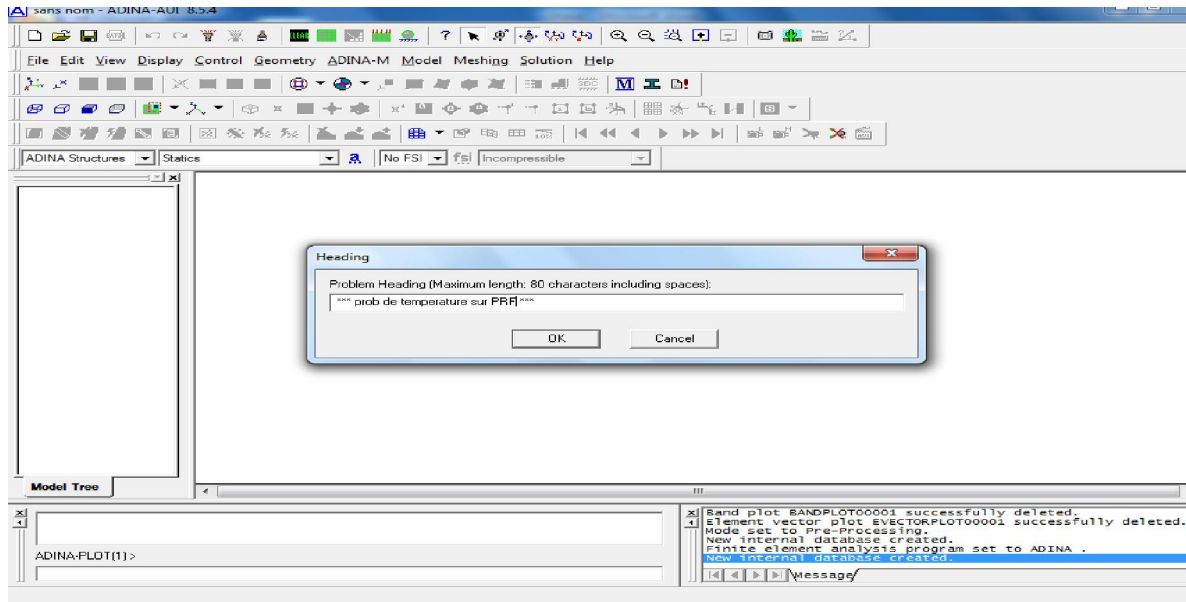 sans nom - ADINA-AUI 8.5.4
File Edit View Display Control Geometry ADINA-M Model Meshing Solution Help
ADINA Structures Statics No FSI fsi Incompressible
Heading
Problem Heading (Maximum length: 80 characters including spaces):
*** prob de temperature sur PRF ***
OK Cancel
Model Tree
Band plot BANDPLOT00001 successfully deleted.
Element vector plot EVECTORPLOT00001 successfully deleted.
Mode set to Pre-Processing.
New internal database created.
Finite element analysis program set to ADINA .
New internal database created.
ADINA-PLOT(1) >
Message